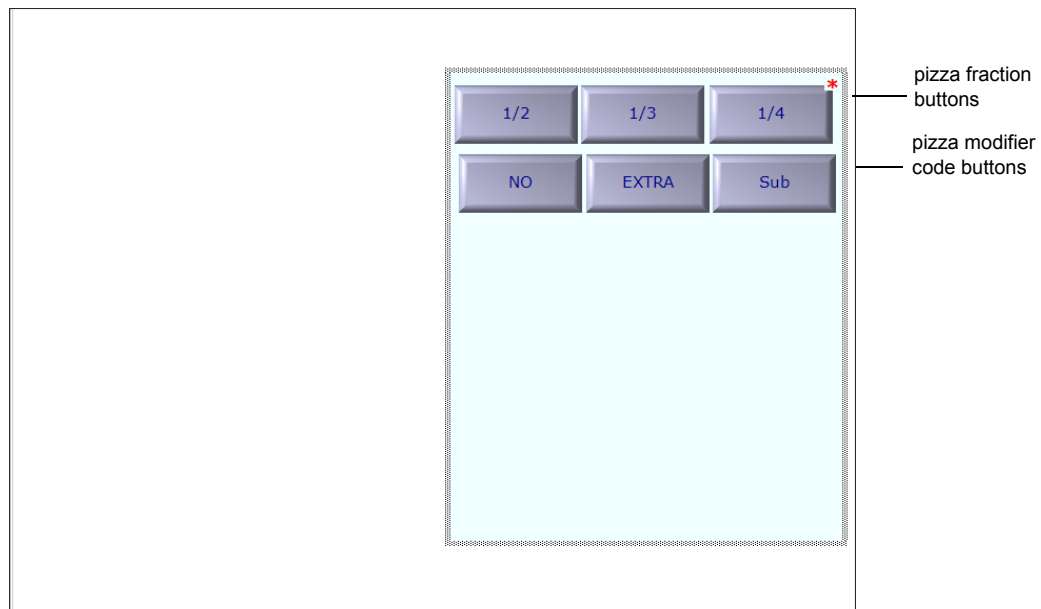 1/2 1/3 1/4
*
pizza fraction
buttons
NO EXTRA Sub
pizza modifier
code buttons